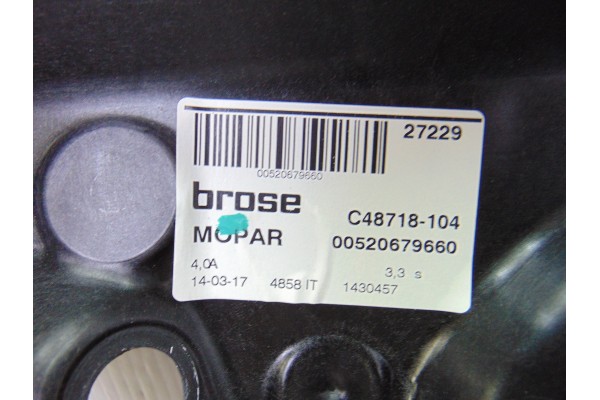 27229
00520679660
brose
C48718-104
MOPAR 00520679660
4,0A 3,3 s
14-03-17 4858 IT 1430457